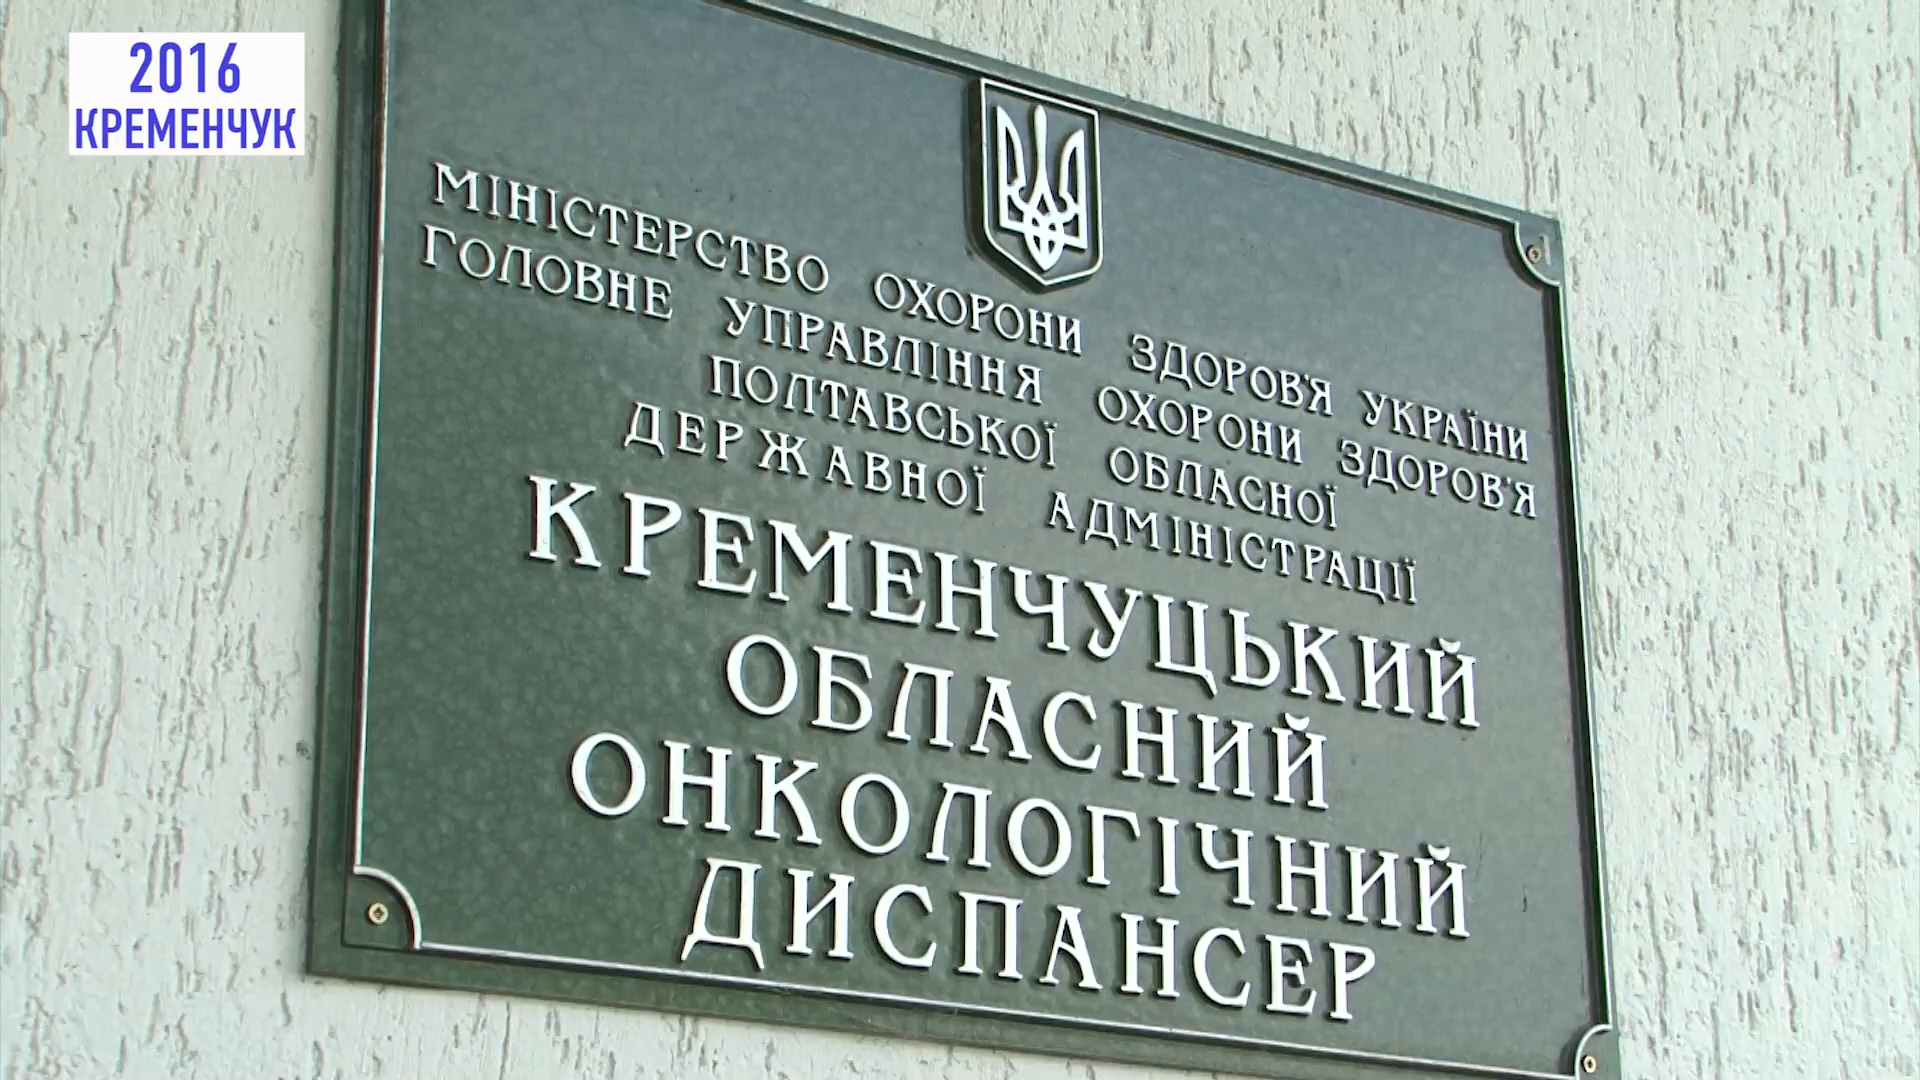 2016
КРЕМЕНЧУК
МІНІСТЕРСТВО ОХОРОНИ ЗДОРОВ'Я УКРАЇНИ
ГОЛОВНЕ УПРАВЛІННЯ ОХОРОНИ ЗДОРОВ'Я
ПОЛТАВСЬКОЇ ОБЛАСНОЇ
ДЕРЖАВНОЇ АДМІНІСТРАЦІЇ
КРЕМЕНЧУЦЬКИЙ
ОБЛАСНИЙ
ОНКОЛОГІЧНИЙ
ДИСПАНСЕР